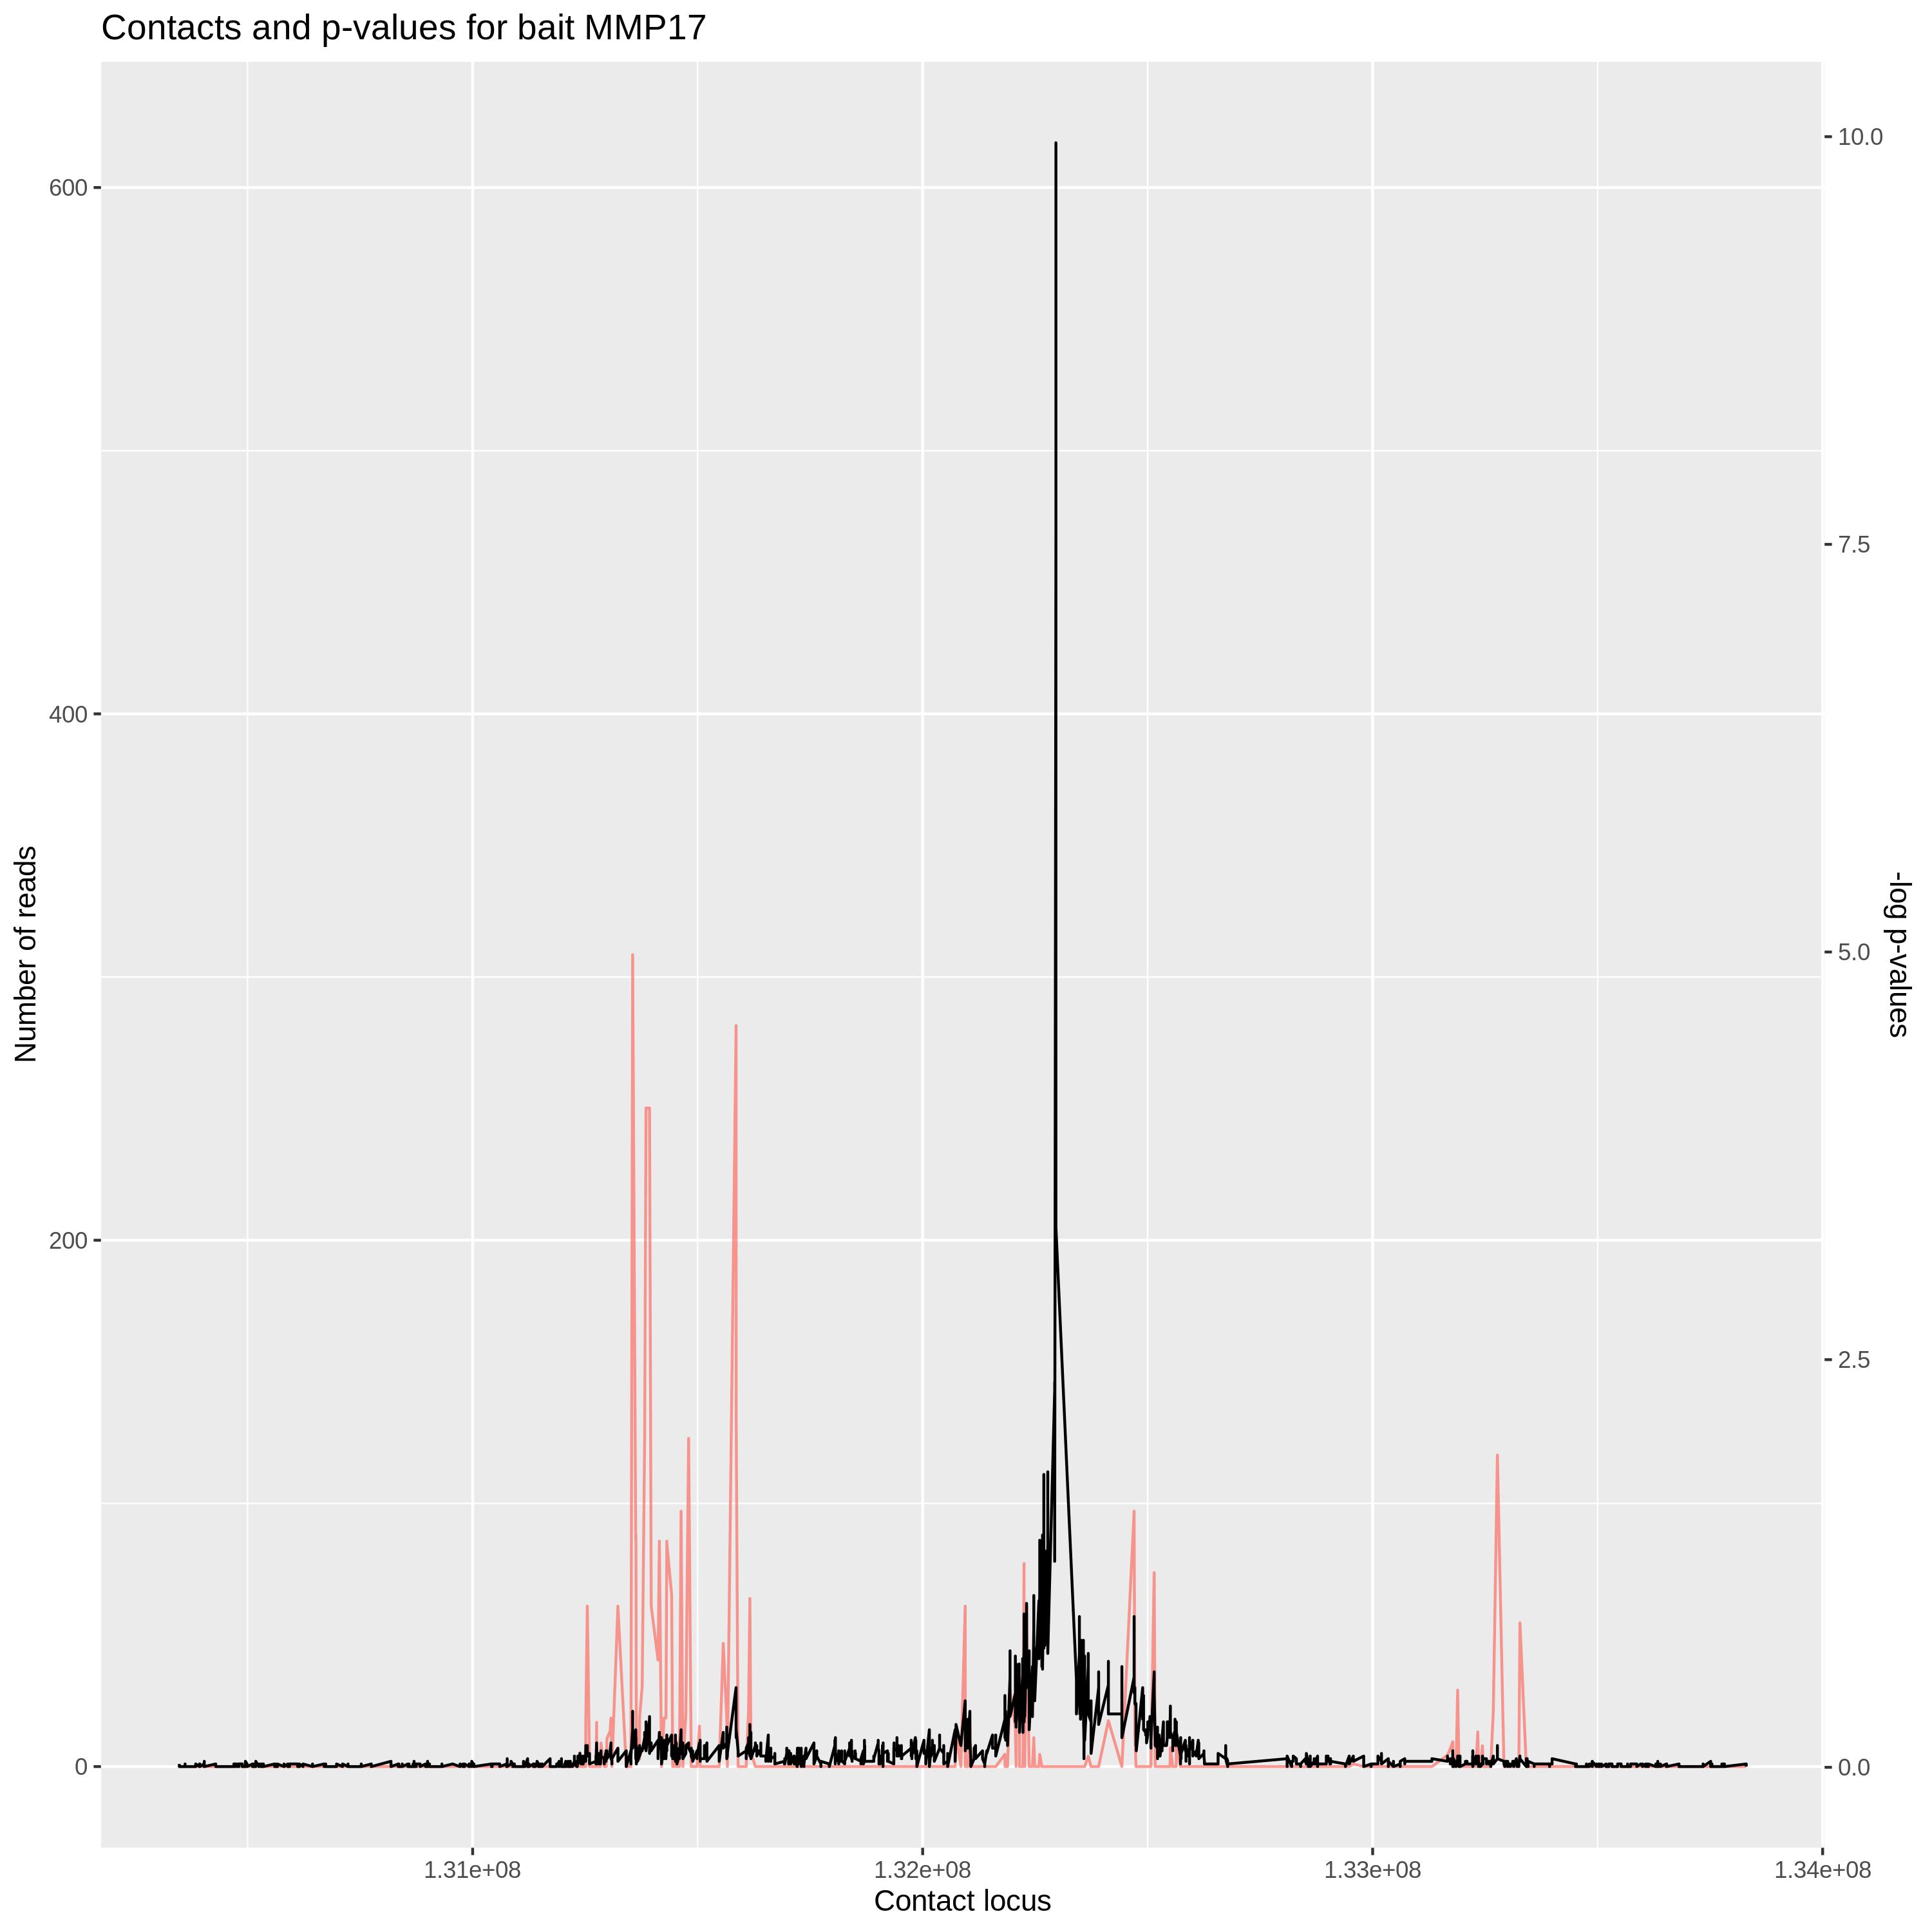 Contacts and p-values for bait MMP17
600
400
200
0
Number of reads
10.0
7.5
5.0
2.5
0.0
-log p-values
1.31e+08
1.32e+08
1.33e+08
1.34e+08
Contact locus